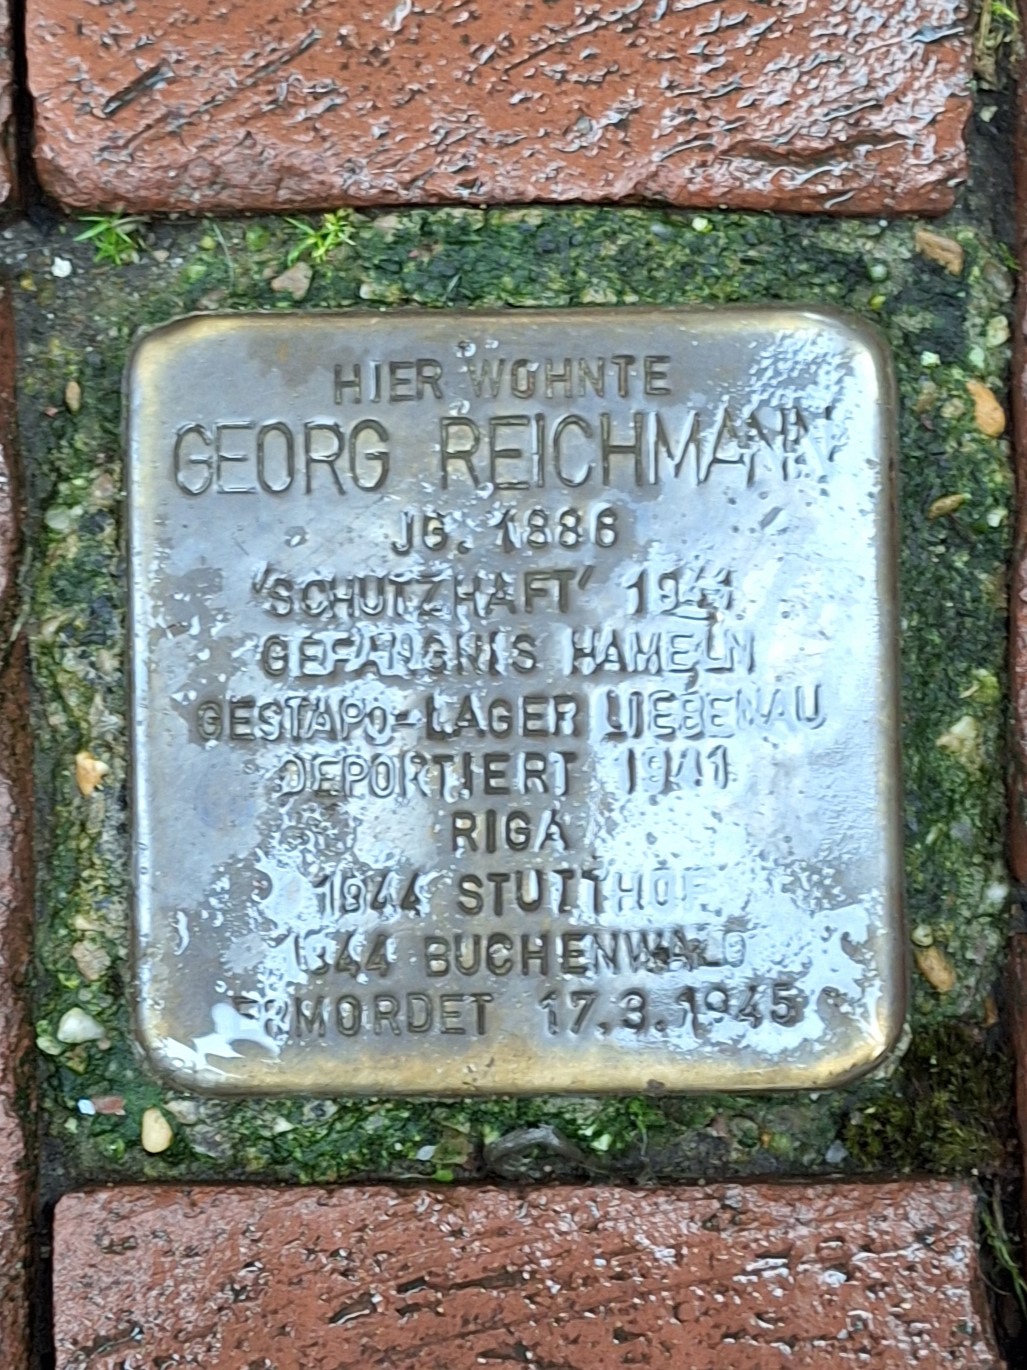 HIER WOHNTE
GEORG REICHMANN
JG. 1886
'SCHUTZHAFT' 1941
GEFÄNGNIS HAMELN
GESTAPO-LAGER LIEBENAU
DEPORTIERT 1941
RIGA
1944 STUTTHOF
1944 BUCHENWALD
ERMORDET 17.3.1945